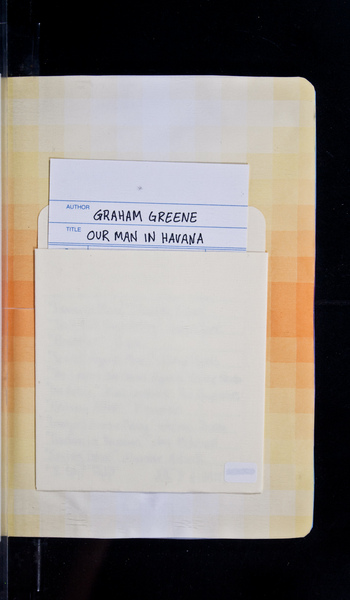 AUTHOR GRAHAM GREENE
TITLE OUR MAN IN HAVANA